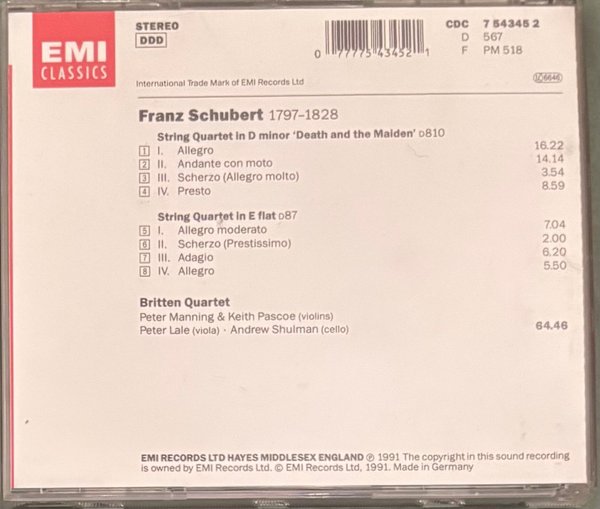 EMI
CLASSICS
STEREO
DDD
0 77775 43452 1
CDC 7 54345 2
D 567
F PM 518
International Trade Mark of EMI Records Ltd
Franz Schubert 1797–1828
String Quartet in D minor ‘Death and the Maiden’ D810
1 I. Allegro 16.22
2 II. Andante con moto 14.14
3 III. Scherzo (Allegro molto) 3.54
4 IV. Presto 8.59
String Quartet in E flat D87
5 I. Allegro moderato 7.04
6 II. Scherzo (Prestissimo) 2.00
7 III. Adagio 6.20
8 IV. Allegro 5.50
Britten Quartet
Peter Manning & Keith Pascoe (violins)
Peter Lale (viola) · Andrew Shulman (cello) 64.46
EMI RECORDS LTD HAYES MIDDLESEX ENGLAND ℗ 1991 The copyright in this sound recording
is owned by EMI Records Ltd. © EMI Records Ltd, 1991. Made in Germany